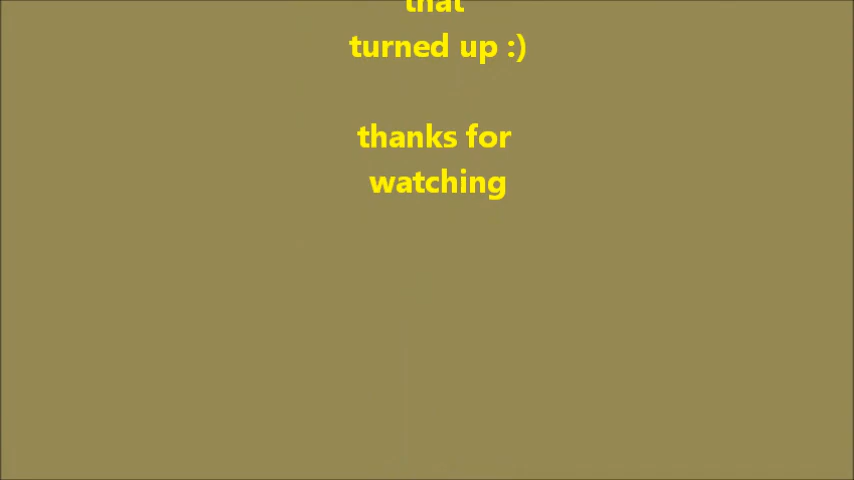 that
turned up :)
thanks for
watching